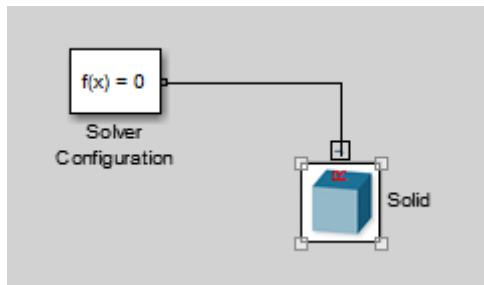 f(x) = 0
Solver
Configuration
R
Solid